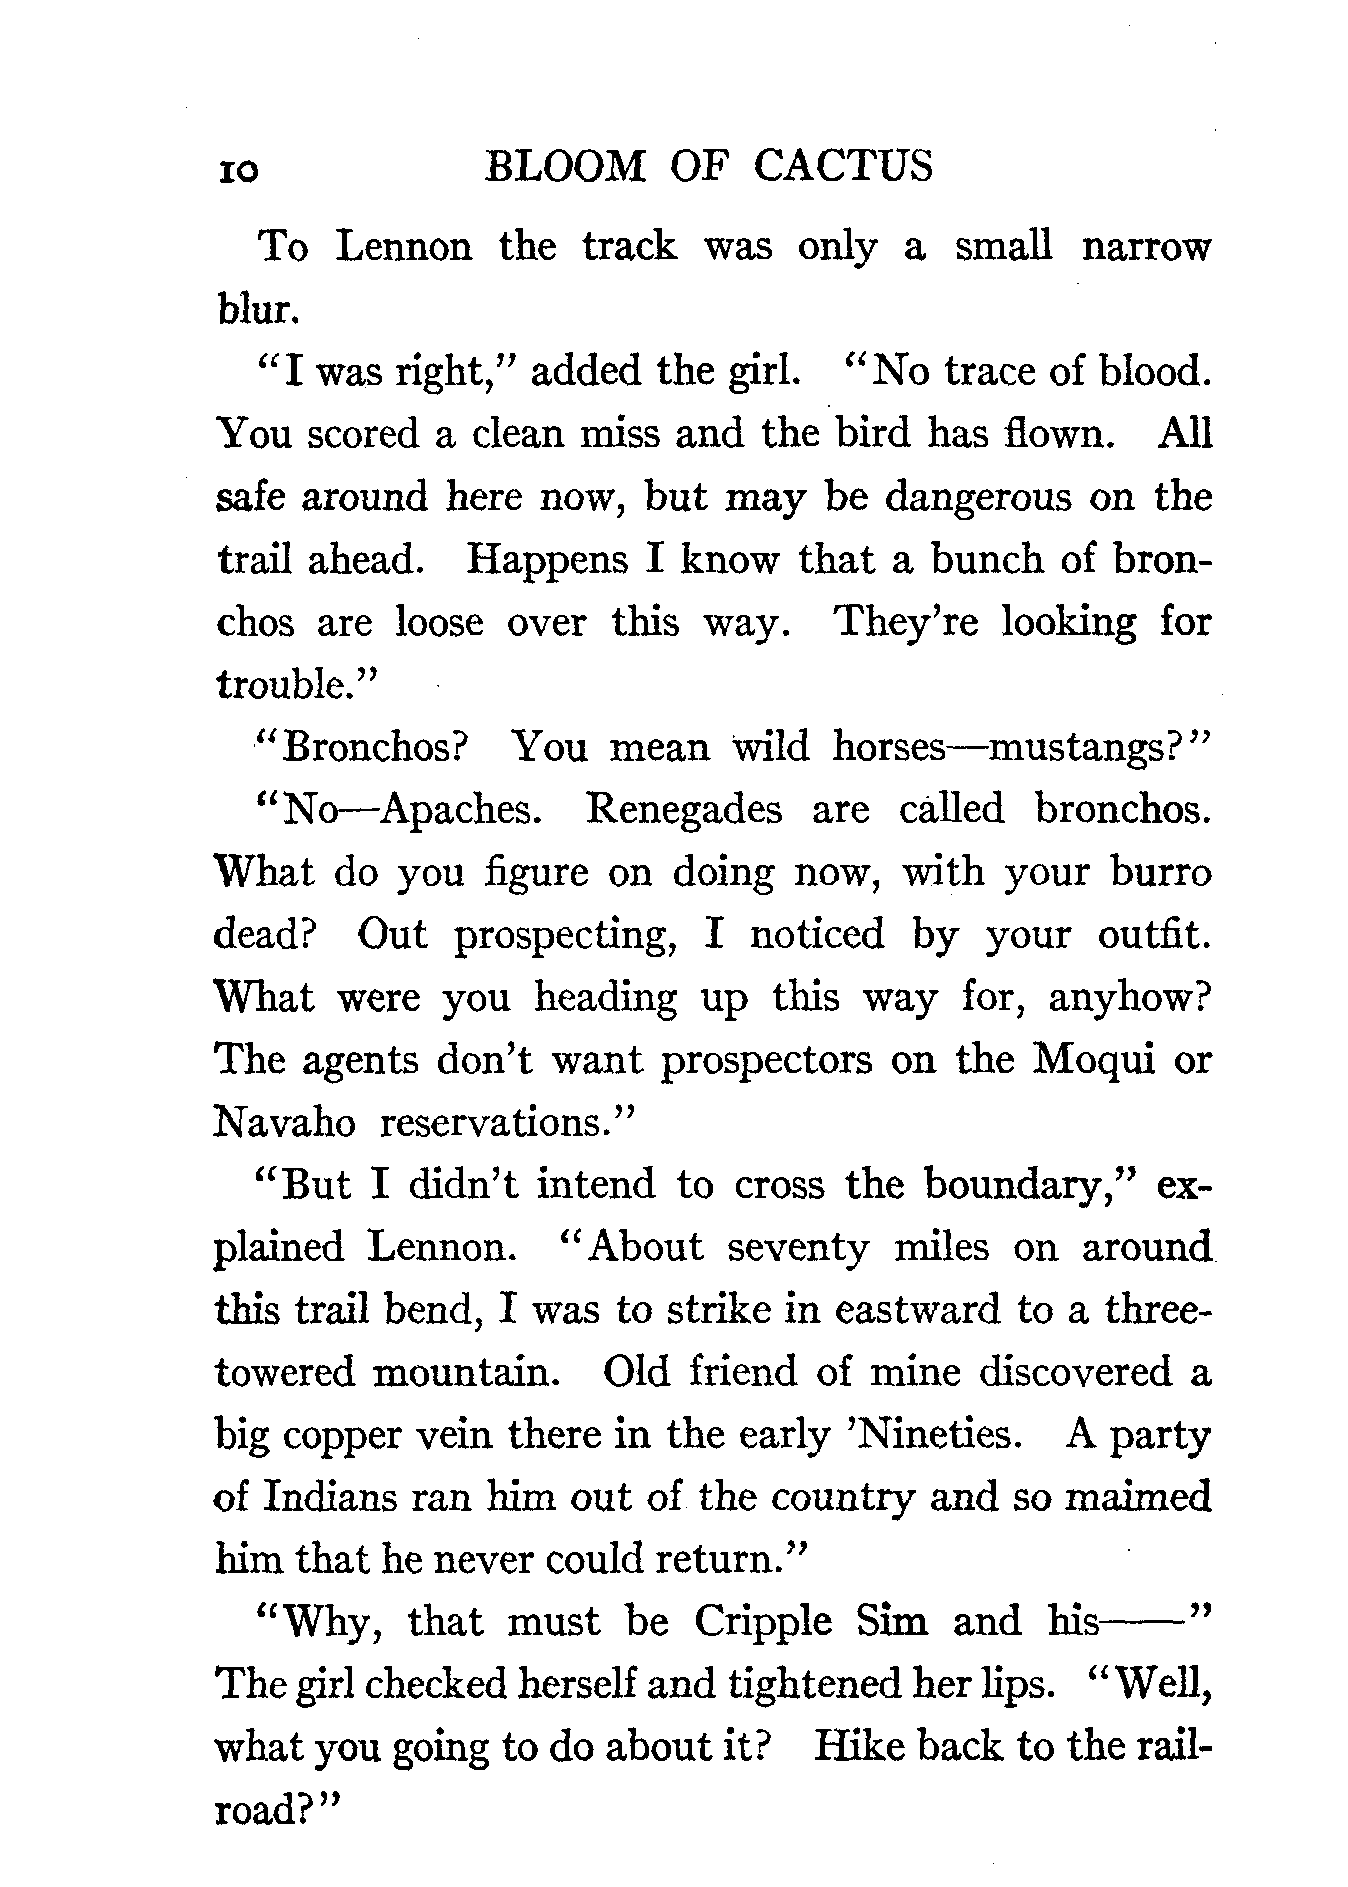 10 BLOOM OF CACTUS
To Lennon the track was only a small narrow
blur.
“I was right,” added the girl. “No trace of blood.
You scored a clean miss and the bird has flown. All
safe around here now, but may be dangerous on the
trail ahead. Happens I know that a bunch of bron-
chos are loose over this way. They’re looking for
trouble.”
“Bronchos? You mean wild horses—mustangs?”
“No—Apaches. Renegades are called bronchos.
What do you figure on doing now, with your burro
dead? Out prospecting, I noticed by your outfit.
What were you heading up this way for, anyhow?
The agents don’t want prospectors on the Moqui or
Navaho reservations.”
“But I didn’t intend to cross the boundary,” ex-
plained Lennon. “About seventy miles on around
this trail bend, I was to strike in eastward to a three-
towered mountain. Old friend of mine discovered a
big copper vein there in the early ’Nineties. A party
of Indians ran him out of the country and so maimed
him that he never could return.”
“Why, that must be Cripple Sim and his——”
The girl checked herself and tightened her lips. “Well,
what you going to do about it? Hike back to the rail-
road?”